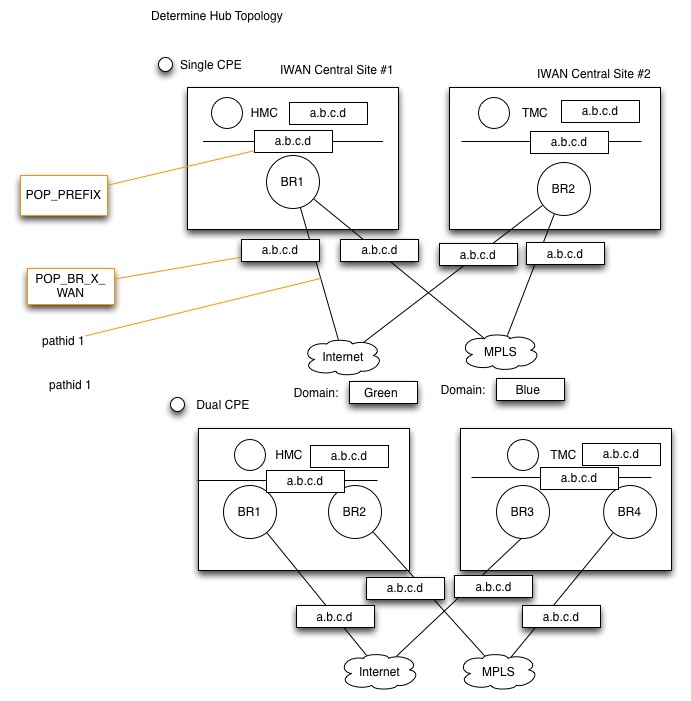 Determine Hub Topology
Single CPE
IWAN Central Site #1
IWAN Central Site #2
HMC
a.b.c.d
a.b.c.d
BR1
TMC
a.b.c.d
a.b.c.d
BR2
POP_PREFIX
a.b.c.d
a.b.c.d
a.b.c.d
a.b.c.d
POP_BR_X_
WAN
pathid 1
Internet
MPLS
pathid 1
Domain:
Green
Domain:
Blue
Dual CPE
HMC
a.b.c.d
a.b.c.d
BR1
BR2
TMC
a.b.c.d
a.b.c.d
BR3
BR4
a.b.c.d
a.b.c.d
a.b.c.d
a.b.c.d
Internet
MPLS